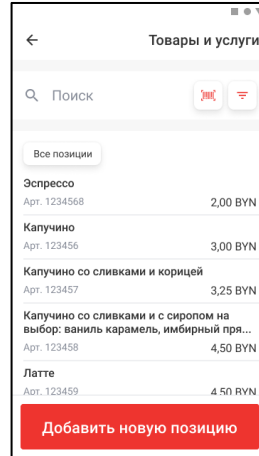 Товары и услуги
Поиск
Все позиции
Эспрессо
Арт. 1234568
2,00 BYN
Капучино
Арт. 123456
3,00 BYN
Капучино со сливками и корицей
Арт. 123457
3,25 BYN
Капучино со сливками и с сиропом на
выбор: ваниль карамель, имбирный пря...
Арт. 123458
4,50 BYN
Латте
Арт. 123459
4,50 BYN
Добавить новую позицию